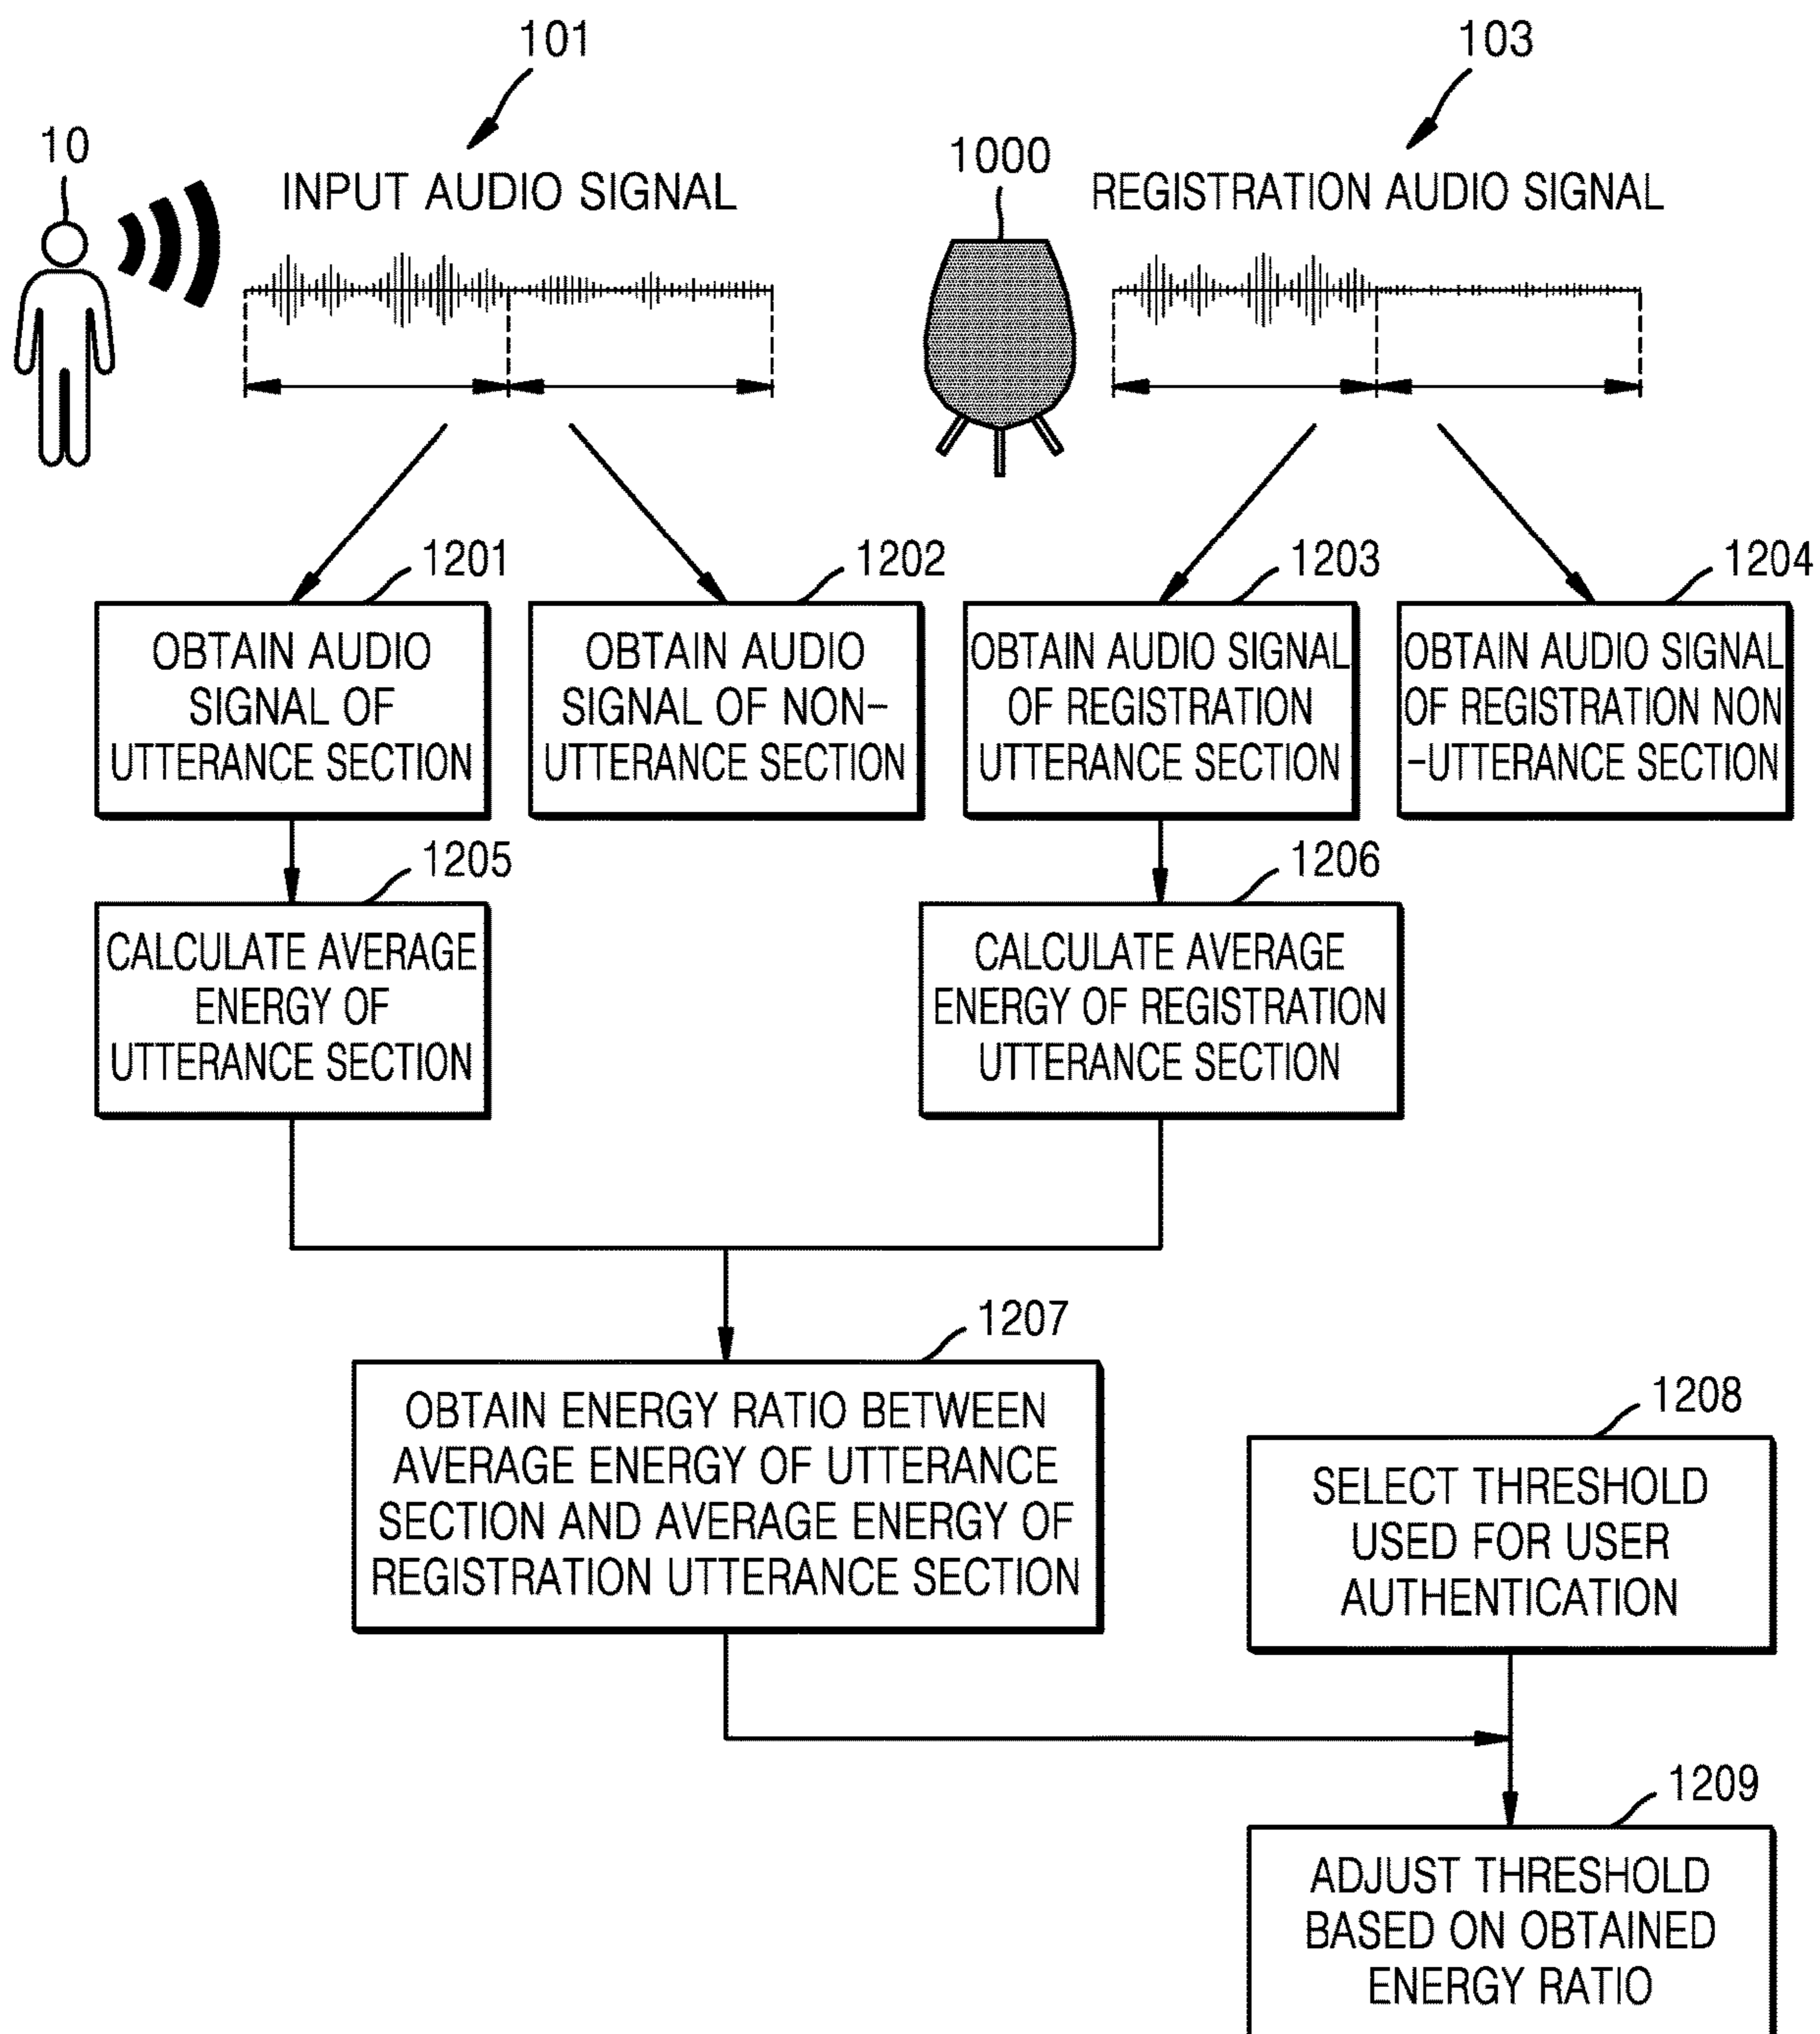 101
103
10
1000
INPUT AUDIO SIGNAL
REGISTRATION AUDIO SIGNAL
1201
1202
1203
1204
OBTAIN AUDIO
SIGNAL OF
UTTERANCE SECTION
OBTAIN AUDIO
SIGNAL OF NON-
UTTERANCE SECTION
OBTAIN AUDIO SIGNAL
OF REGISTRATION
UTTERANCE SECTION
OBTAIN AUDIO SIGNAL
OF REGISTRATION NON
-UTTERANCE SECTION
1205
1206
CALCULATE AVERAGE
ENERGY OF
UTTERANCE SECTION
CALCULATE AVERAGE
ENERGY OF REGISTRATION
UTTERANCE SECTION
1207
OBTAIN ENERGY RATIO BETWEEN
AVERAGE ENERGY OF UTTERANCE
SECTION AND AVERAGE ENERGY OF
REGISTRATION UTTERANCE SECTION
1208
SELECT THRESHOLD
USED FOR USER
AUTHENTICATION
1209
ADJUST THRESHOLD
BASED ON OBTAINED
ENERGY RATIO